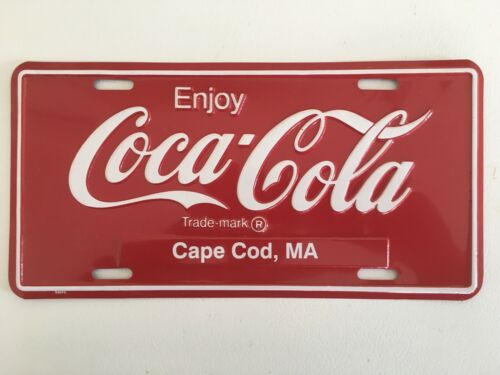 Enjoy
Coca-Cola
Trade-mark ®
Cape Cod, MA